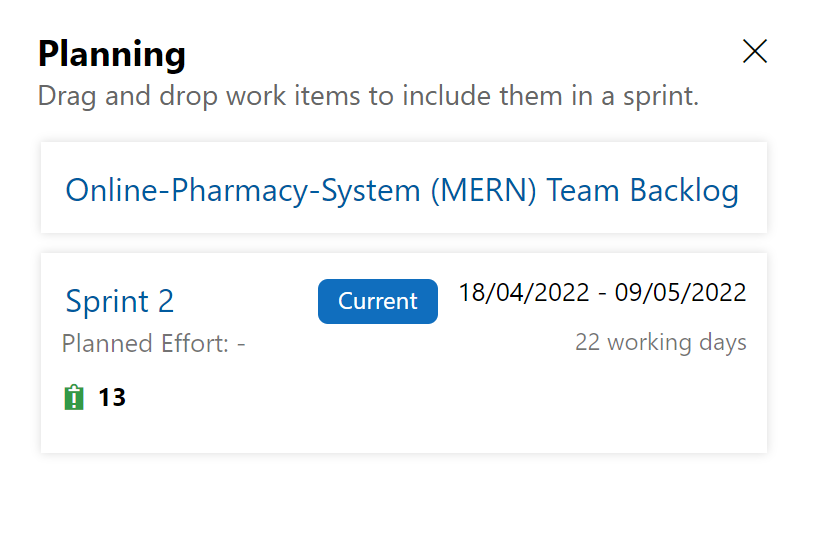 Planning
Drag and drop work items to include them in a sprint.
Online-Pharmacy-System (MERN) Team Backlog
Sprint 2 Current 18/04/2022 - 09/05/2022
Planned Effort: - 22 working days
13